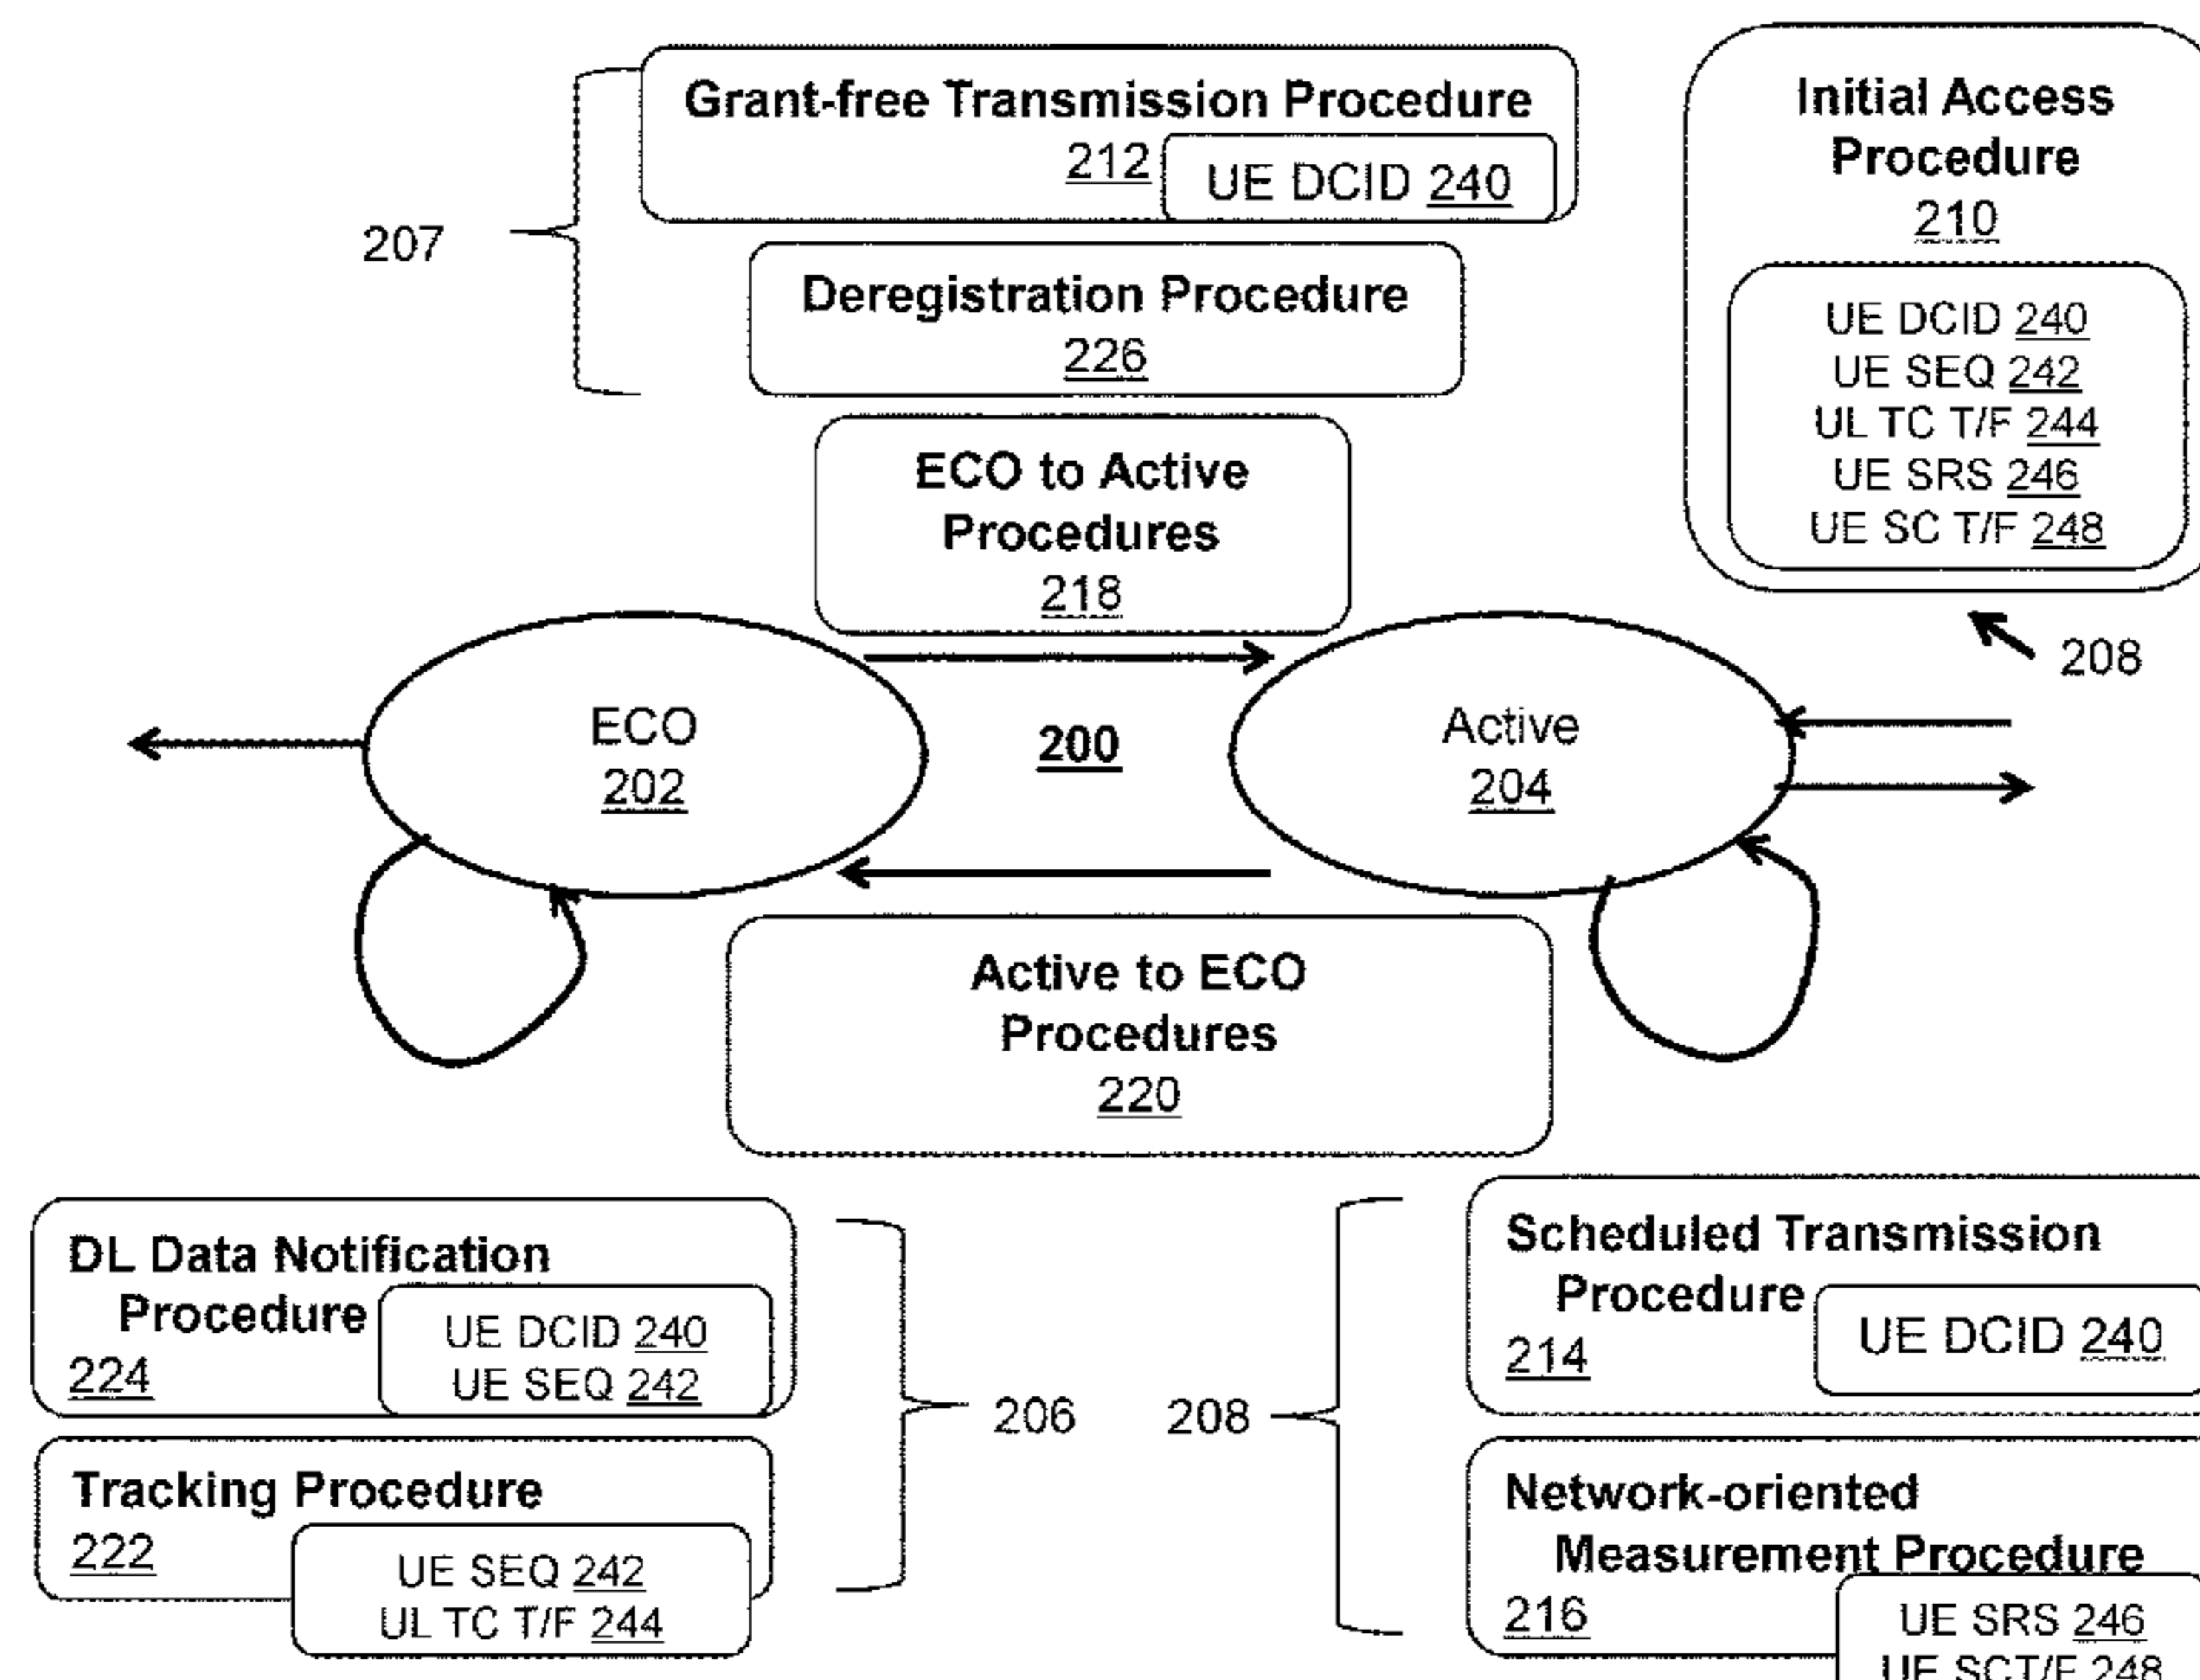 Grant-free Transmission Procedure
212
UE DCID 240
207
Deregistration Procedure
226
Initial Access
Procedure
210
UE DCID 240
UE SEQ 242
UL TC T/F 244
UE SRS 246
UE SC T/F 248
208
ECO to Active
Procedures
218
ECO
202
200
Active
204
Active to ECO
Procedures
220
DL Data Notification
Procedure
224
UE DCID 240
UE SEQ 242
Tracking Procedure
222
UE SEQ 242
UL TC T/F 244
206
208
Scheduled Transmission
Procedure
214
UE DCID 240
Network-oriented
Measurement Procedure
216
UE SRS 246
UE SCT/F 248